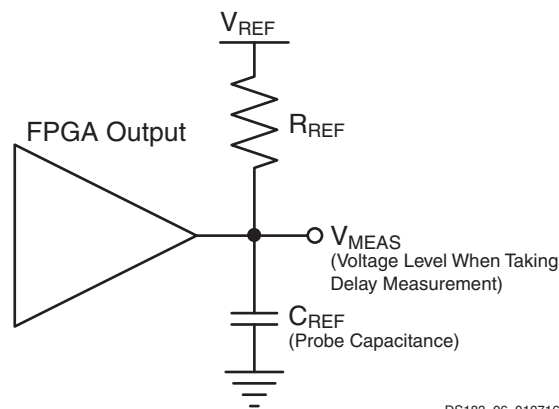 VREF
FPGA Output
RREF
VMEAS
(Voltage Level When Taking
Delay Measurement)
CREF
(Probe Capacitance)